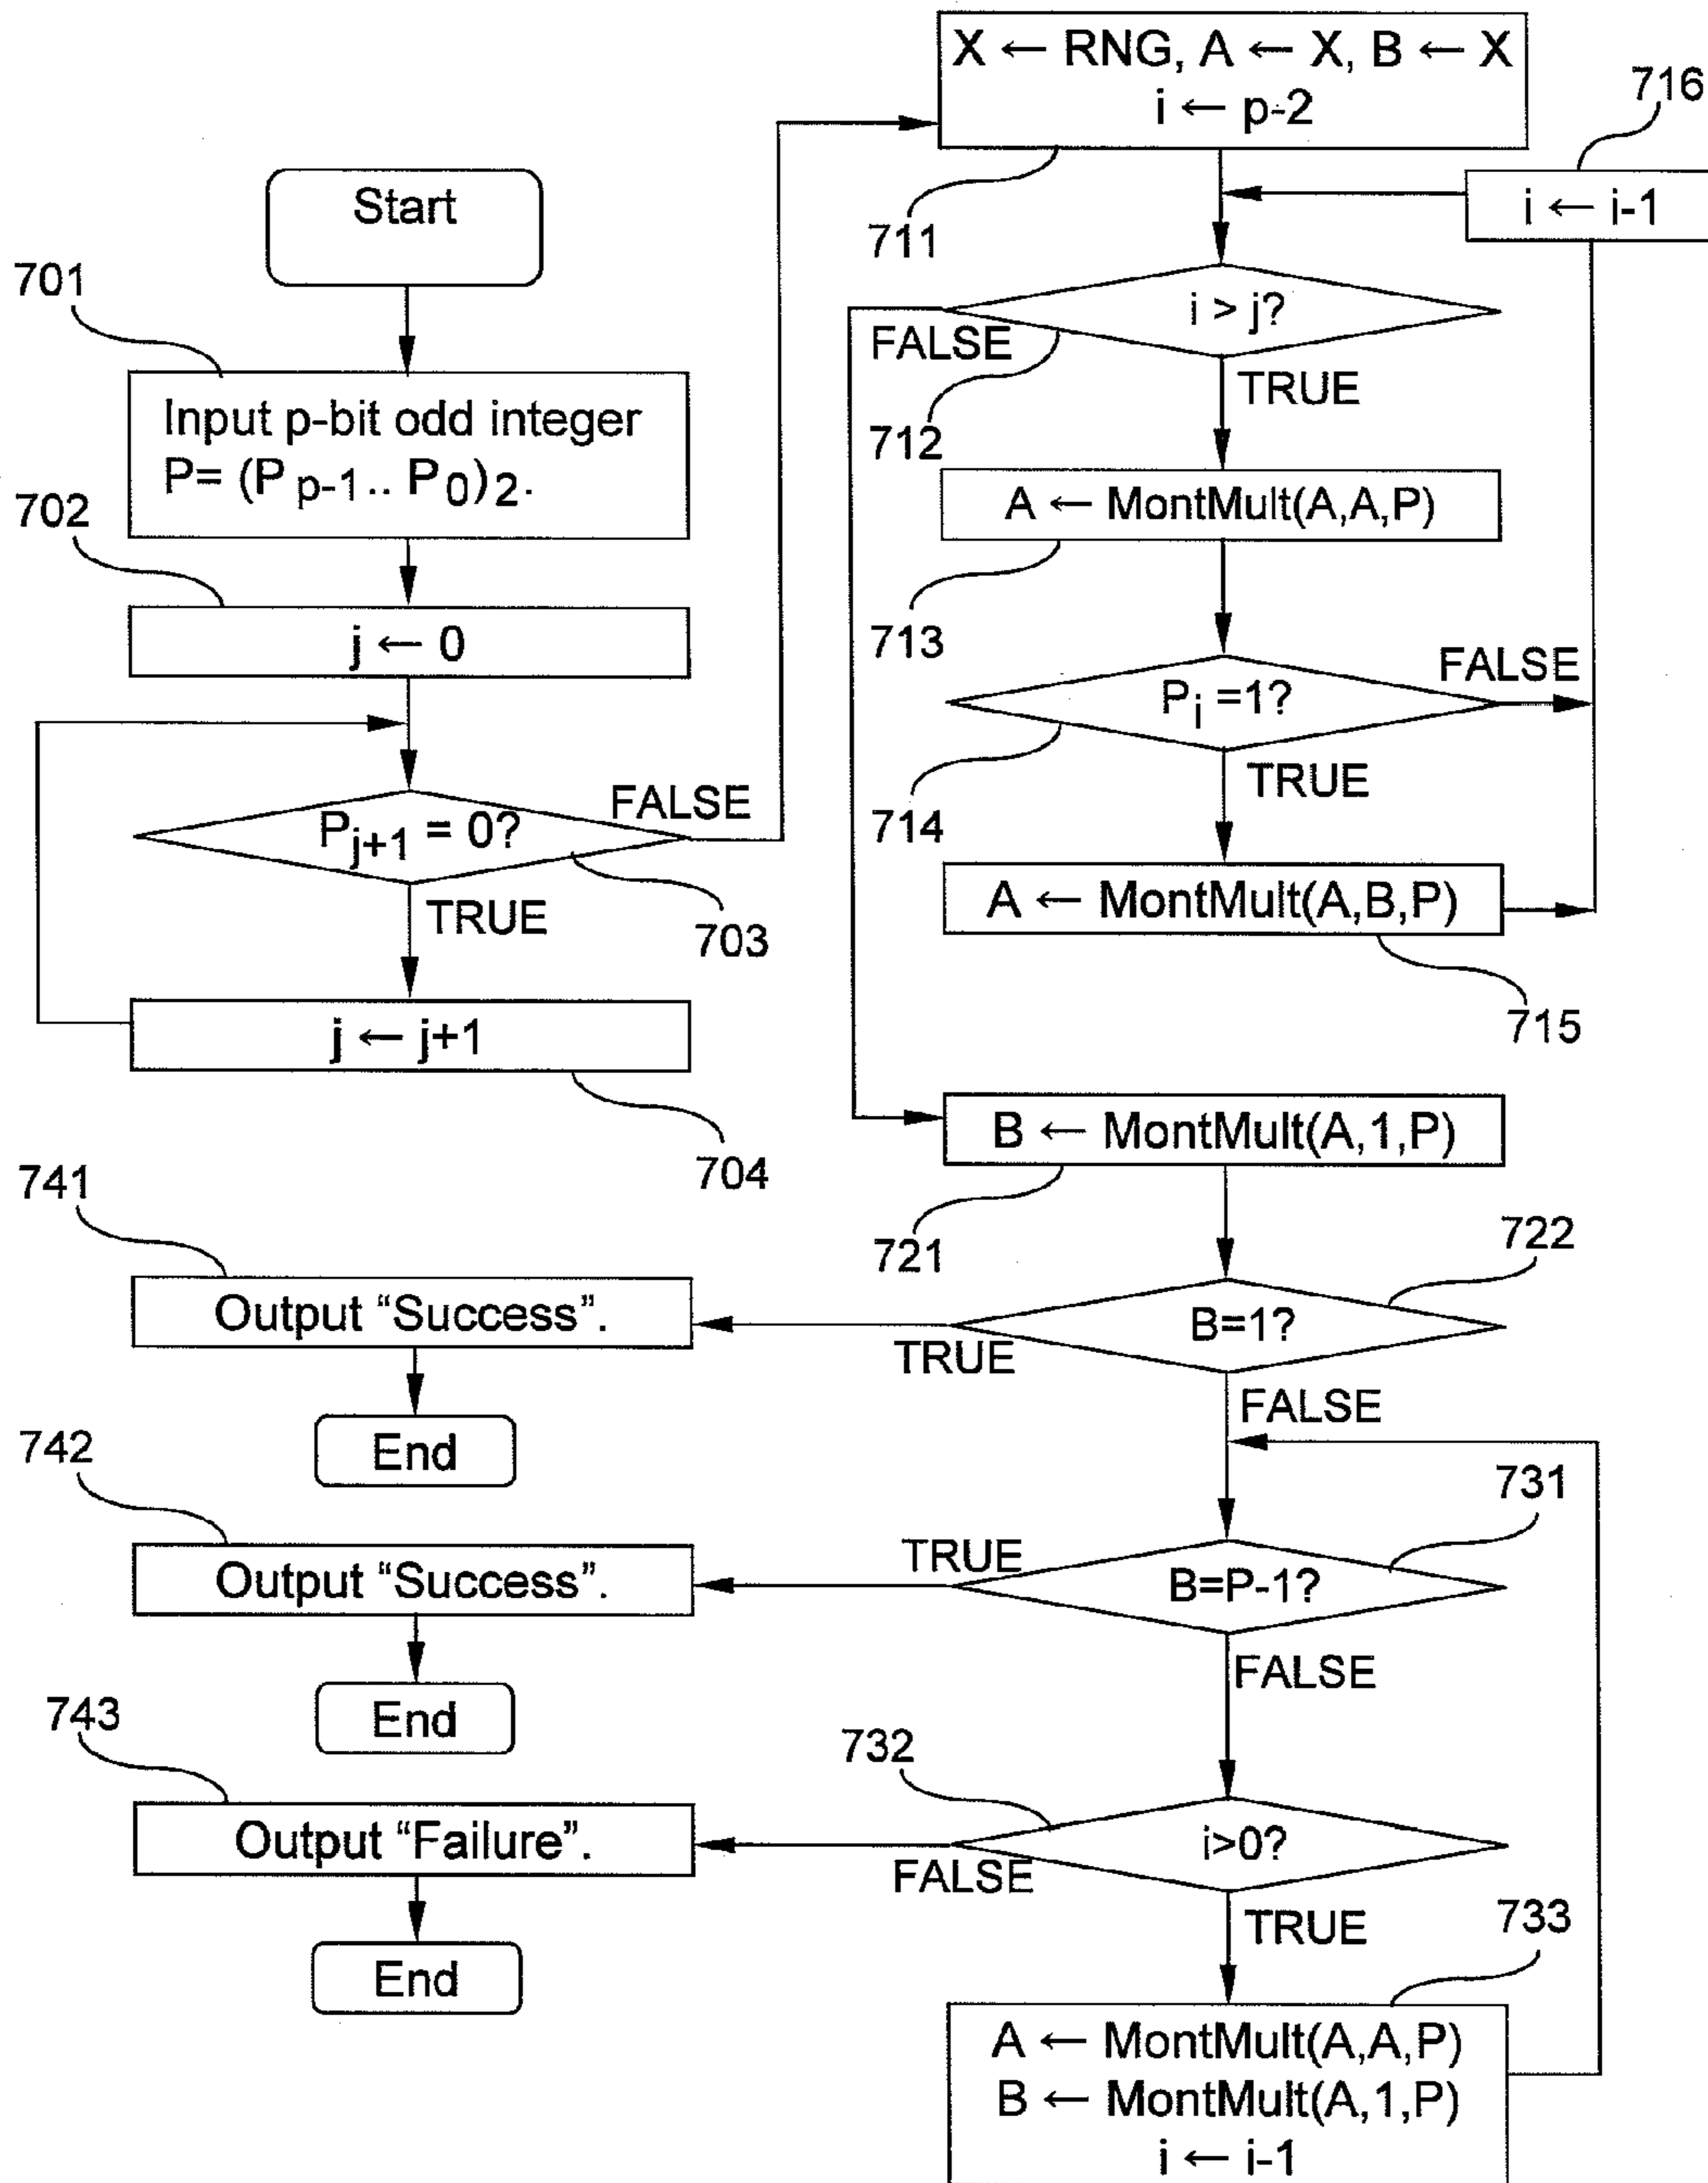 Start
701
Input p-bit odd integer
P= (P p-1 .. P 0) 2.
702
j ← 0
P j+1 = 0?
FALSE
TRUE
703
j ← j+1
704
X ← RNG, A ← X, B ← X
i ← p-2
711
716
i ← i-1
i > j?
FALSE
TRUE
712
A ← MontMult(A,A,P)
713
P i =1?
FALSE
TRUE
714
A ← MontMult(A,B,P)
715
B ← MontMult(A,1,P)
721
722
B=1?
TRUE
FALSE
741
Output “Success”.
End
731
B=P-1?
TRUE
FALSE
742
Output “Success”.
End
732
i>0?
FALSE
TRUE
743
Output “Failure”.
End
733
A ← MontMult(A,A,P)
B ← MontMult(A,1,P)
i ← i-1